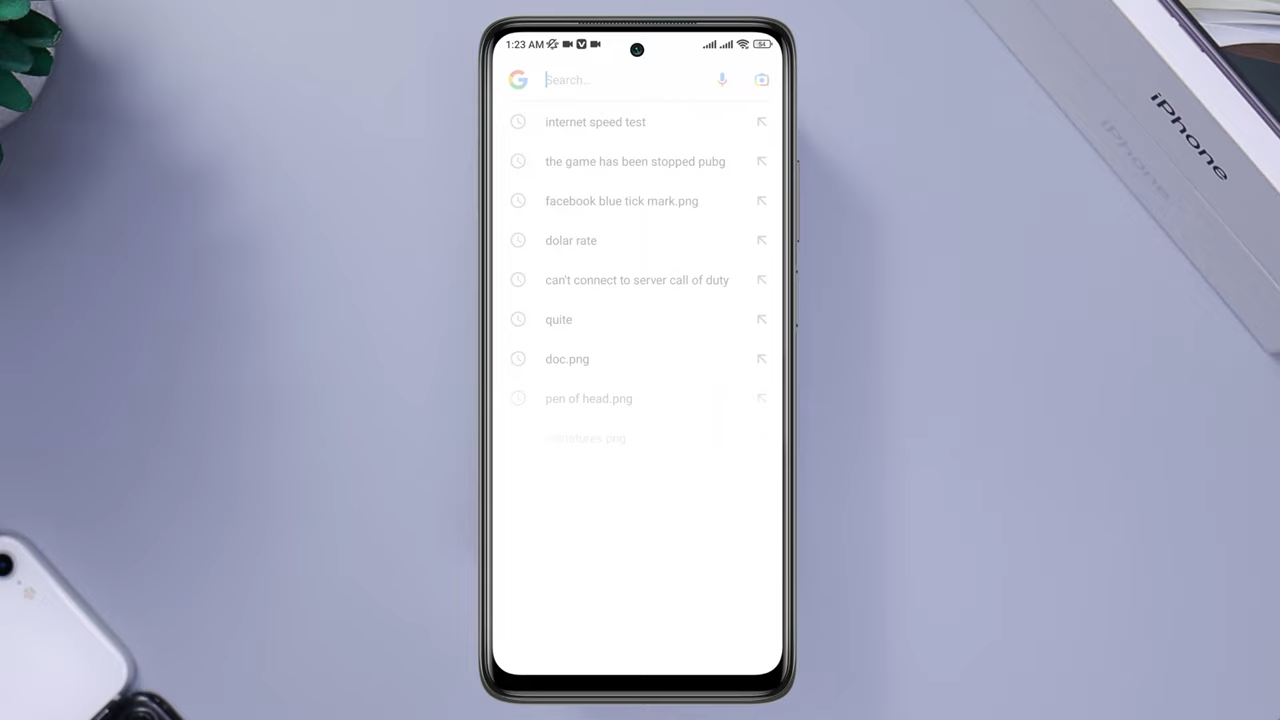 1:23 AM
54
Search...
internet speed test
the game has been stopped pubg
facebook blue tick mark.png
dolar rate
can't connect to server call of duty
quite
doc.png
pen of head.png
iPhone
iPhone